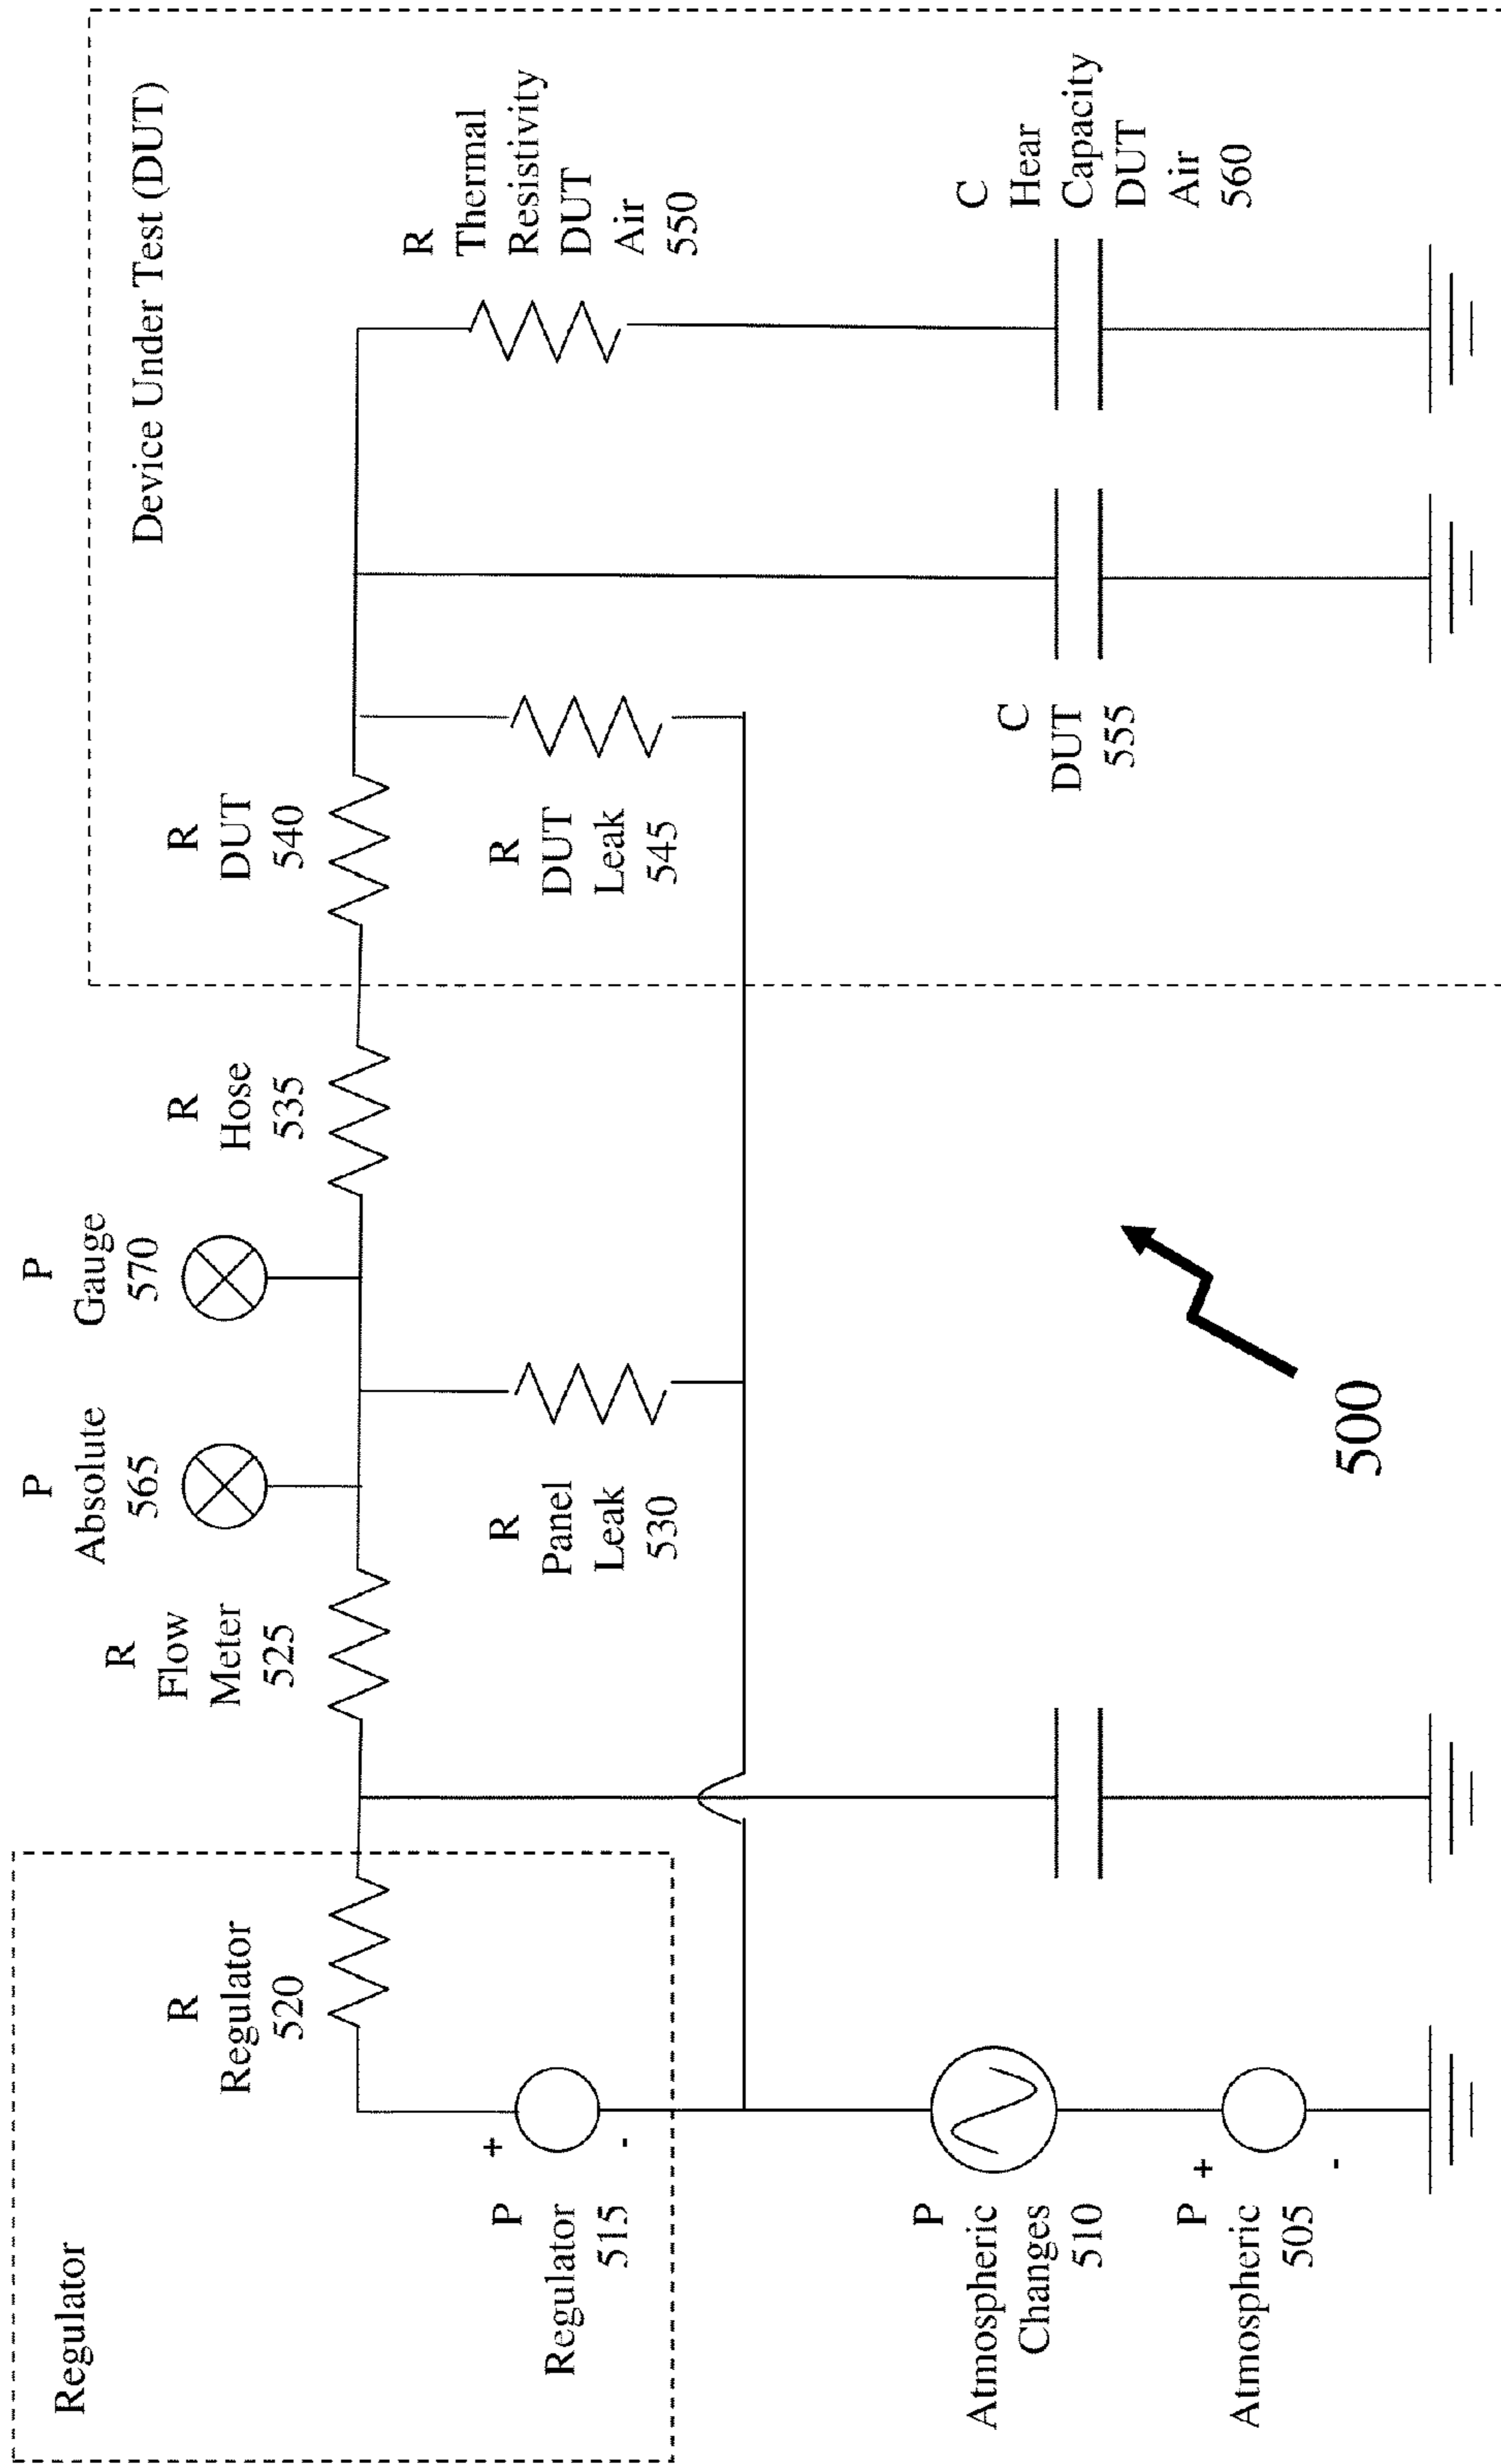 Regulator
Device Under Test (DUT)
P
Absolute
565
P
Gauge
570
R
Regulator
520
R
Flow
Meter
525
R
Hose
535
R
DUT
540
R
Thermal
Resistivity
DUT
Air
550
+
P
Regulator
515
-
R
Panel
Leak
530
R
DUT
Leak
545
P
Atmospheric
Changes
510
P
+
Atmospheric
505
-
C
DUT
555
C
Hear
Capacity
DUT
Air
560
500